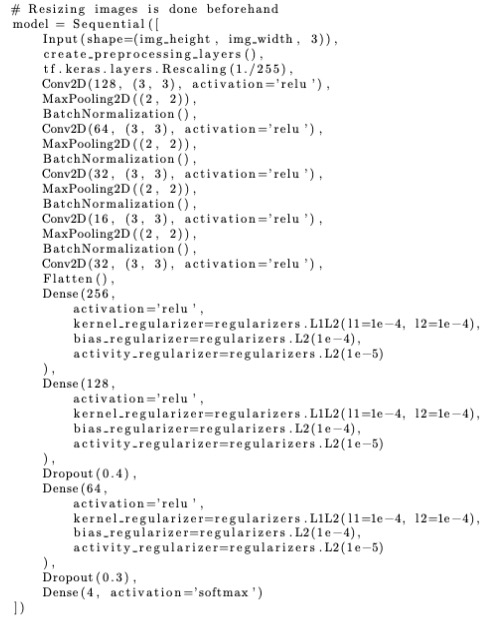 # Resizing images is done beforehand
model = Sequential([
    Input(shape=(img_height, img_width, 3)),
    create_preprocessing_layers(),
    tf.keras.layers.Rescaling(1./255),
    Conv2D(128, (3, 3), activation='relu'),
    MaxPooling2D((2, 2)),
    BatchNormalization(),
    Conv2D(64, (3, 3), activation='relu'),
    MaxPooling2D((2, 2)),
    BatchNormalization(),
    Conv2D(32, (3, 3), activation='relu'),
    MaxPooling2D((2, 2)),
    BatchNormalization(),
    Conv2D(16, (3, 3), activation='relu'),
    MaxPooling2D((2, 2)),
    BatchNormalization(),
    Conv2D(32, (3, 3), activation='relu'),
    Flatten(),
    Dense(256,
        activation='relu',
        kernel_regularizer=regularizers.L1L2(l1=1e-4, l2=1e-4),
        bias_regularizer=regularizers.L2(1e-4),
        activity_regularizer=regularizers.L2(1e-5)
    ),
    Dense(128,
        activation='relu',
        kernel_regularizer=regularizers.L1L2(l1=1e-4, l2=1e-4),
        bias_regularizer=regularizers.L2(1e-4),
        activity_regularizer=regularizers.L2(1e-5)
    ),
    Dropout(0.4),
    Dense(64,
        activation='relu',
        kernel_regularizer=regularizers.L1L2(l1=1e-4, l2=1e-4),
        bias_regularizer=regularizers.L2(1e-4),
        activity_regularizer=regularizers.L2(1e-5)
    ),
    Dropout(0.3),
    Dense(4, activation='softmax')
])